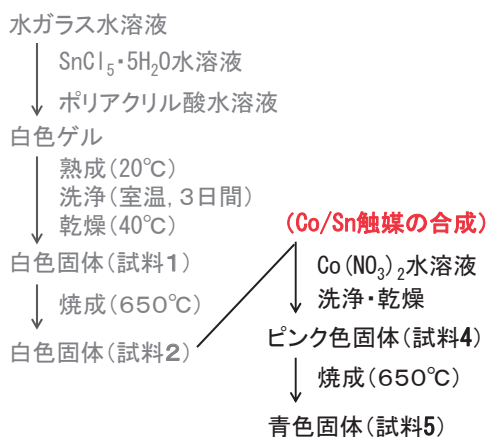 水ガラス水溶液
SnCl5・5H2O水溶液
ポリアクリル酸水溶液
白色ゲル
熟成(20℃)
洗浄(室温,3日間)
乾燥(40℃)
白色固体(試料1)
焼成(650℃)
白色固体(試料2)
(Co/Sn触媒の合成)
Co(NO3)2水溶液
洗浄・乾燥
ピンク色固体(試料4)
焼成(650℃)
青色固体(試料5)